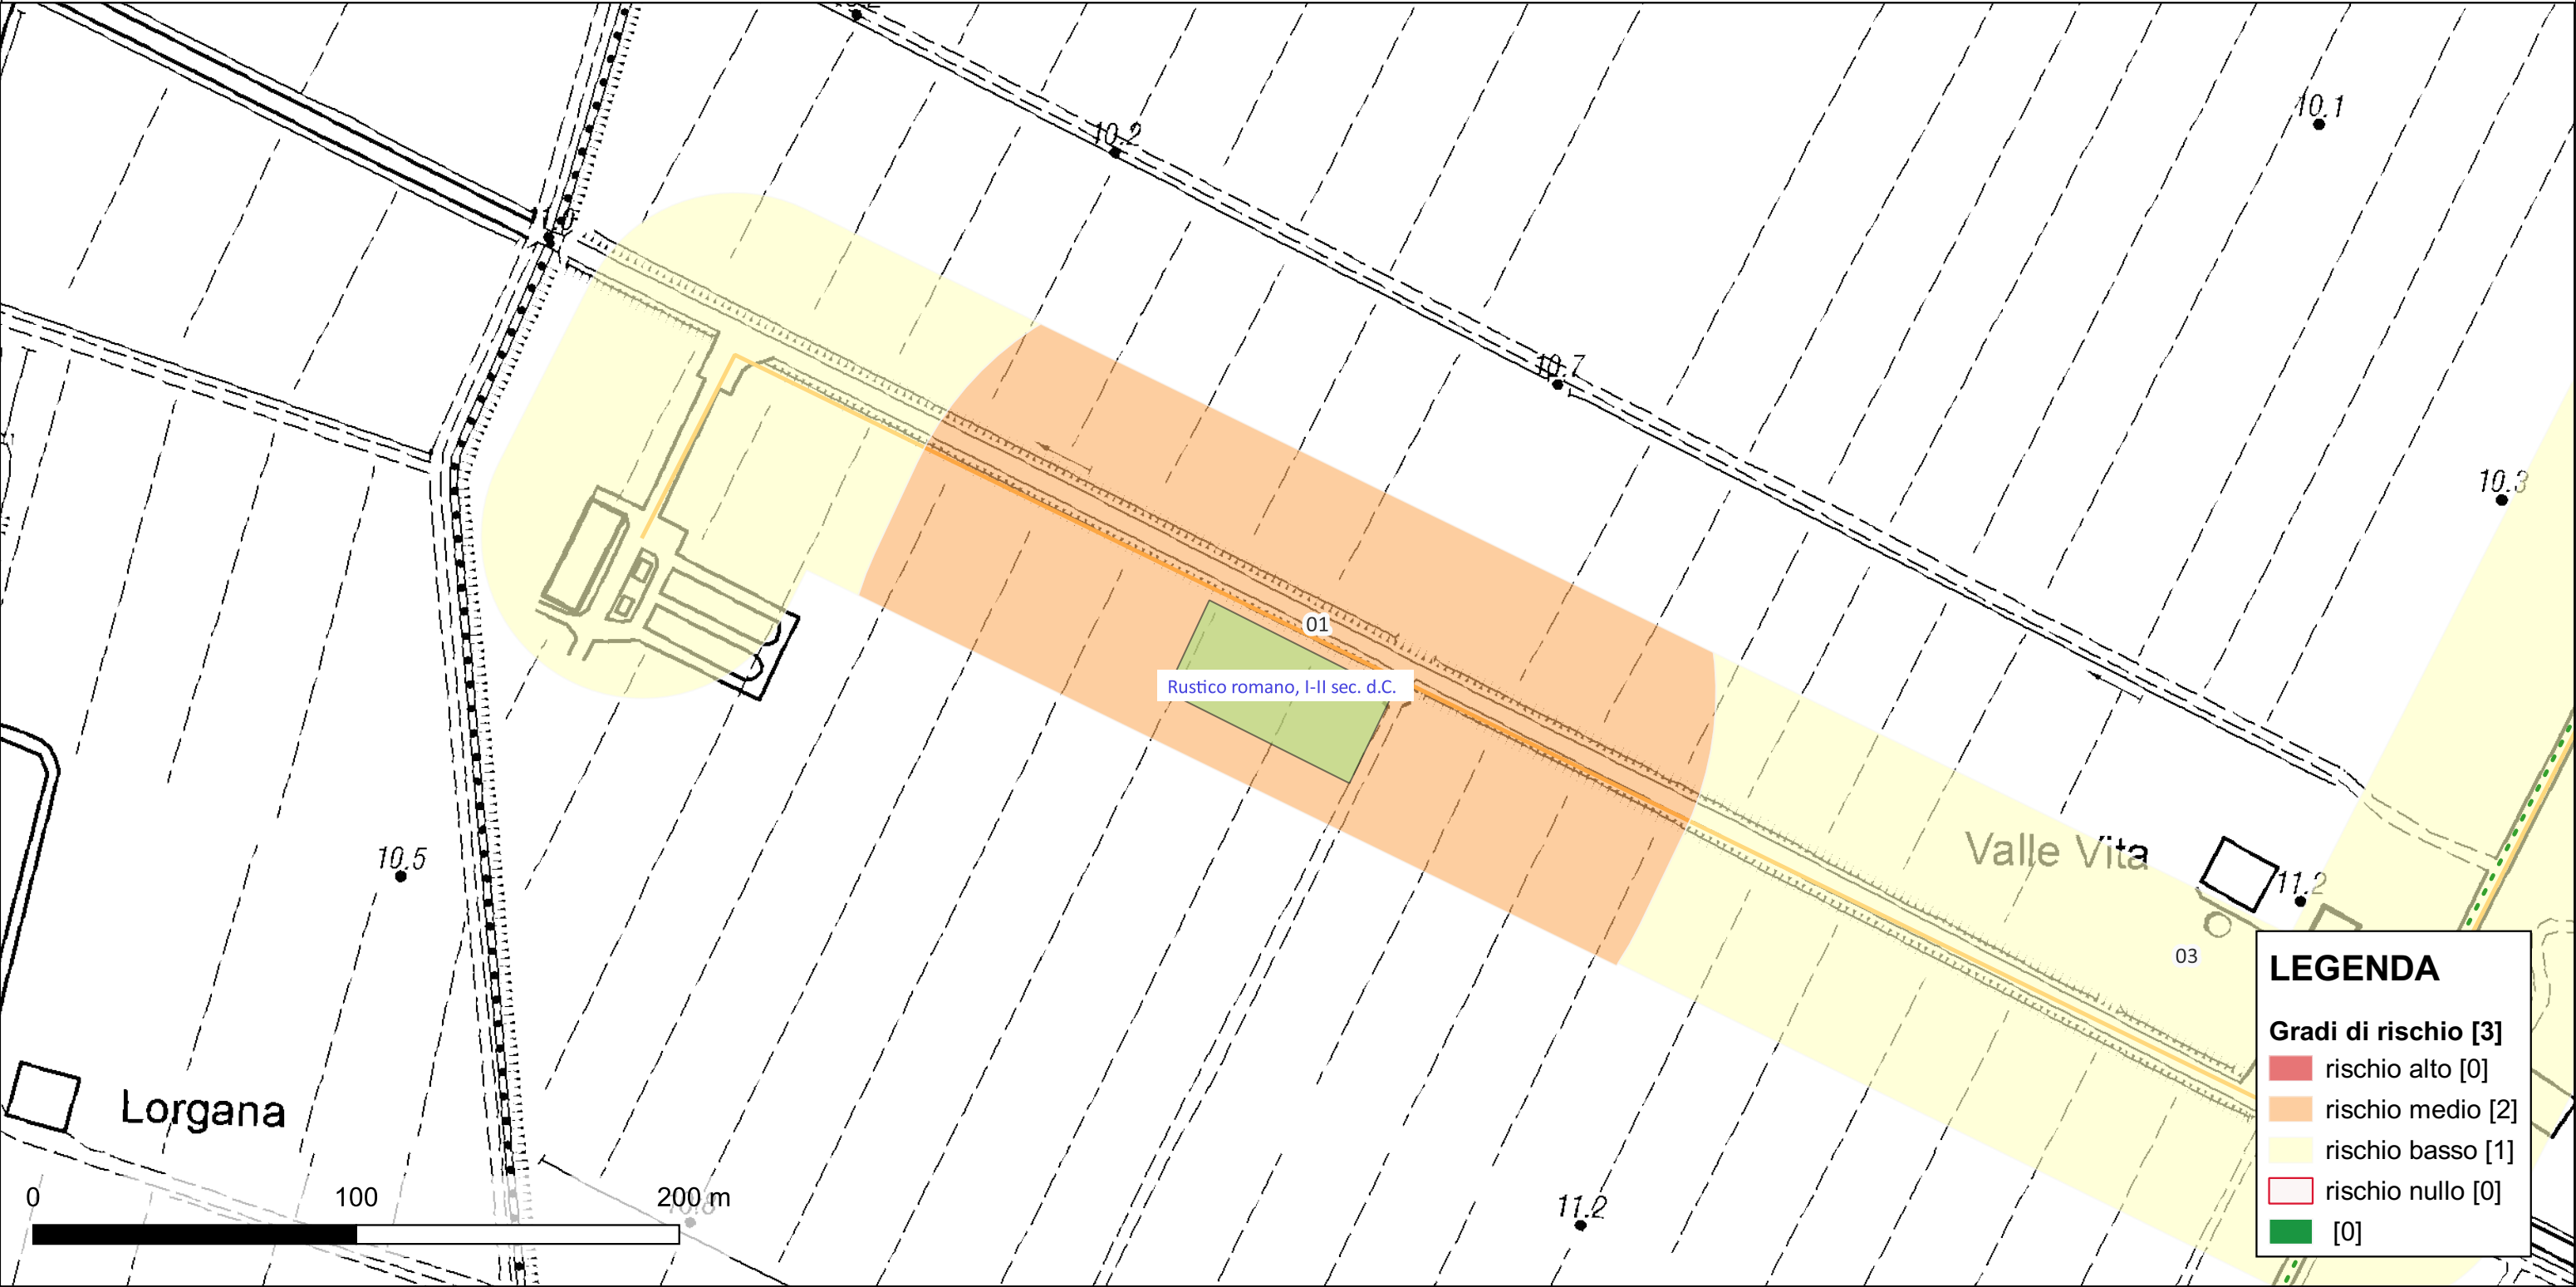 10.1
10.2
10.7
10.3
01
Rustico romano, I-II sec. d.C.
Valle Vita
10.5
11.2
03
LEGENDA
Gradi di rischio [3]
rischio alto [0]
rischio medio [2]
rischio basso [1]
rischio nullo [0]
[0]
Lorgana
0 100 200 m
11.2